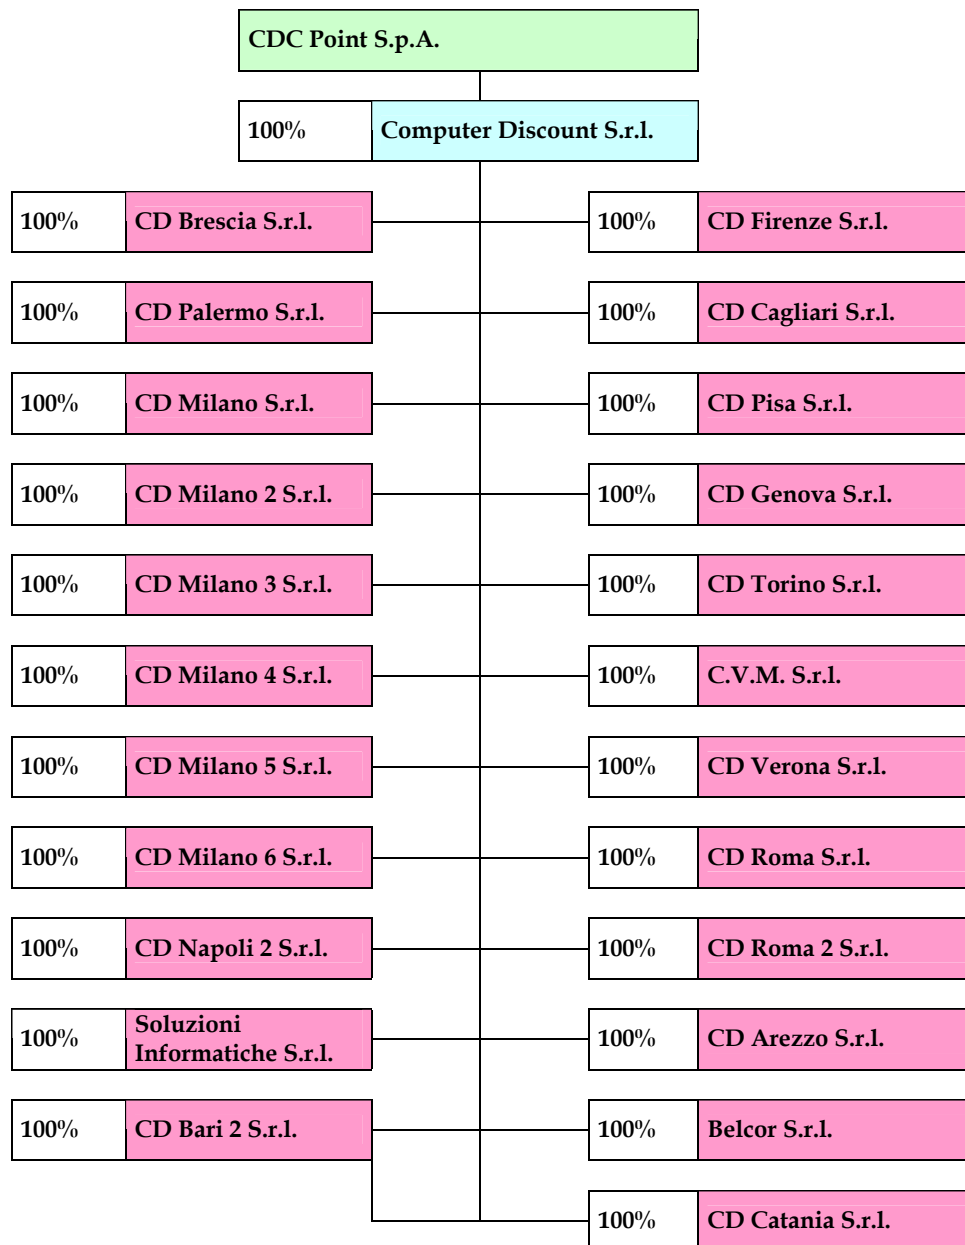 CDC Point S.p.A.
100% Computer Discount S.r.l.
100% CD Brescia S.r.l. 100% CD Firenze S.r.l.
100% CD Palermo S.r.l. 100% CD Cagliari S.r.l.
100% CD Milano S.r.l. 100% CD Pisa S.r.l.
100% CD Milano 2 S.r.l. 100% CD Genova S.r.l.
100% CD Milano 3 S.r.l. 100% CD Torino S.r.l.
100% CD Milano 4 S.r.l. 100% C.V.M. S.r.l.
100% CD Milano 5 S.r.l. 100% CD Verona S.r.l.
100% CD Milano 6 S.r.l. 100% CD Roma S.r.l.
100% CD Napoli 2 S.r.l. 100% CD Roma 2 S.r.l.
100% Soluzioni
Informatiche S.r.l. 100% CD Arezzo S.r.l.
100% CD Bari 2 S.r.l. 100% Belcor S.r.l.
100% CD Catania S.r.l.